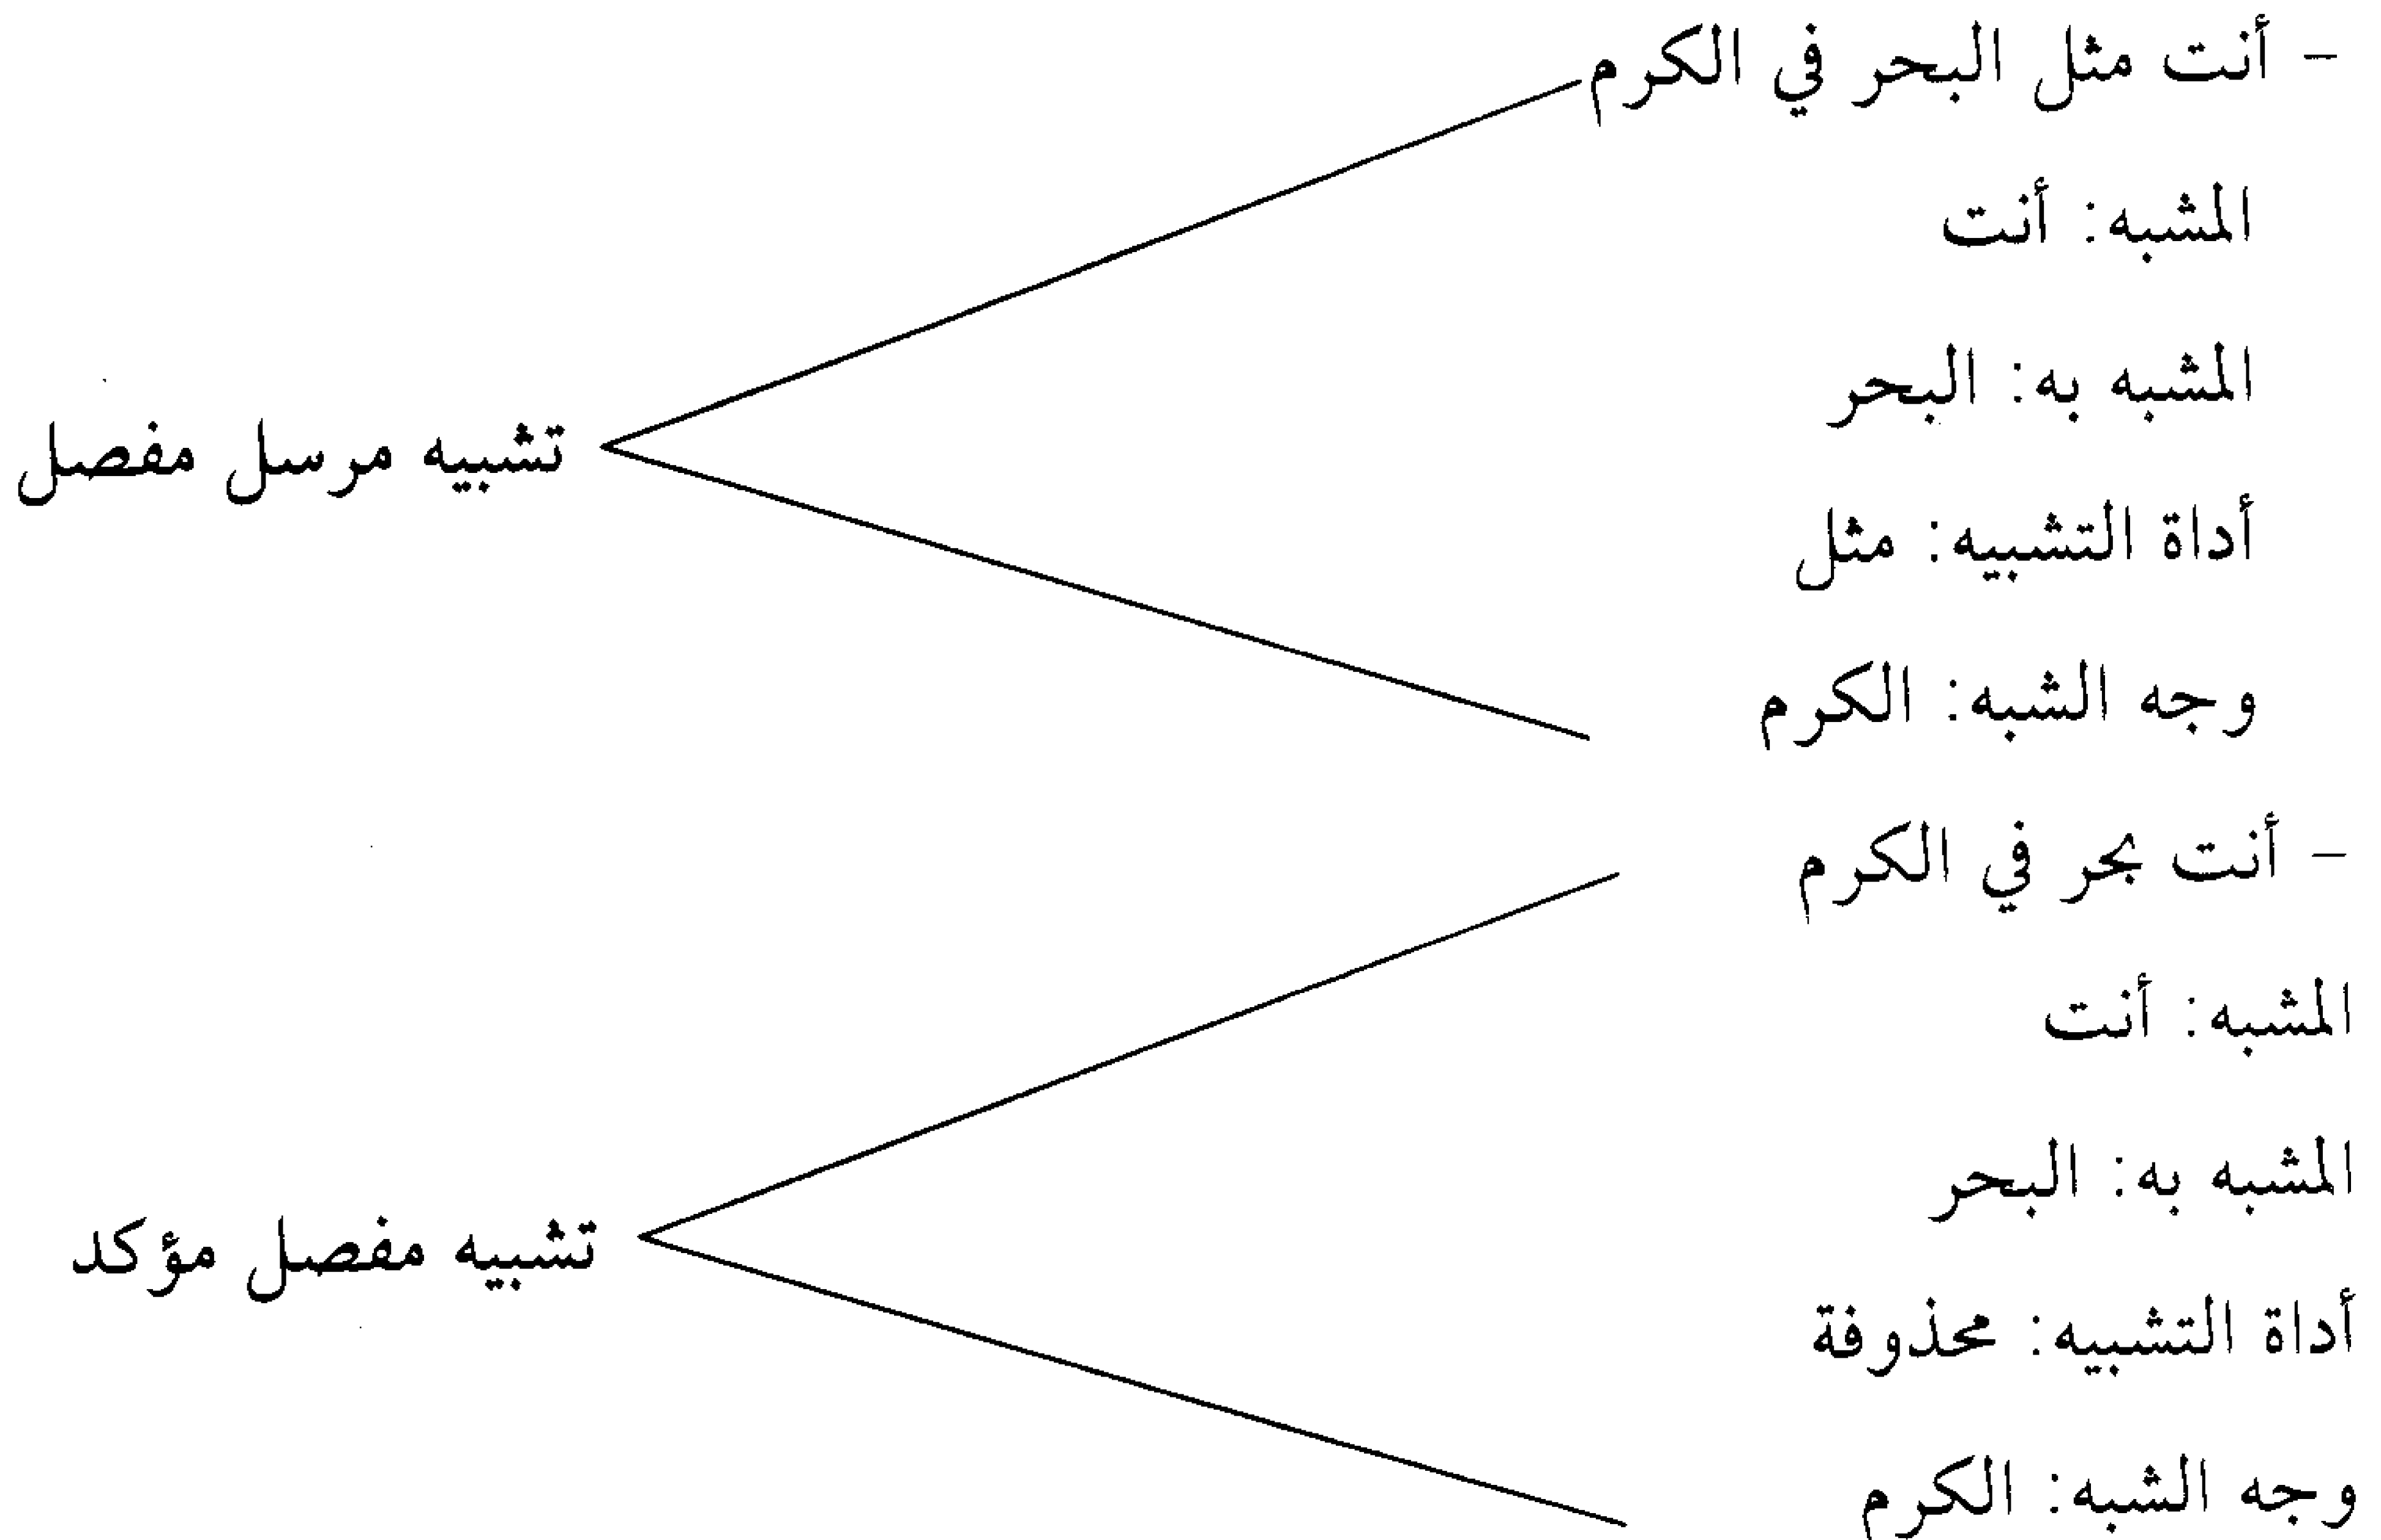 - أنت مثل البحر في الكرم
المشبه: أنت
المشبه به: البحر
تشبيه مرسل مفصل
أداة التشبيه: مثل
وجه الشبه: الكرم
- أنت بحر في الكرم
المشبه: أنت
المشبه به: البحر
تشبيه مفصل مؤكد
أداة التشبيه: محذوفة
وجه الشبه: الكرم